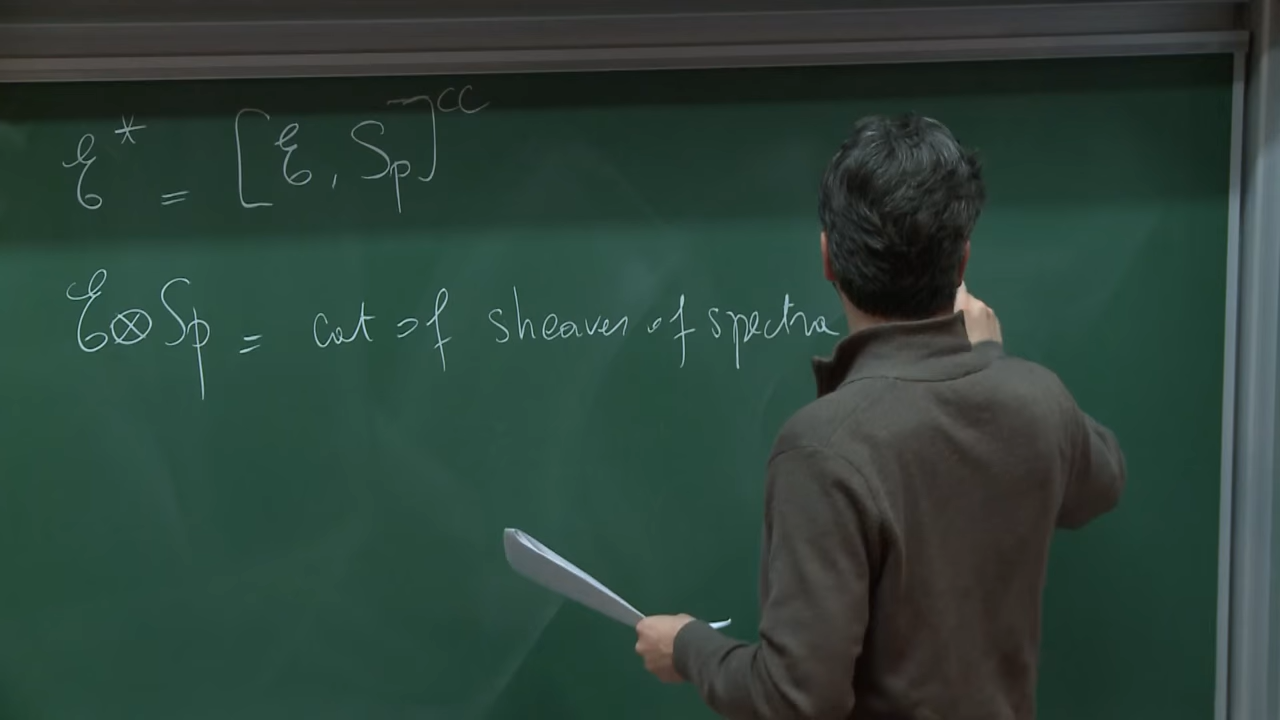 ℰ* = [ℰ, Sp]^cc
ℰ⊗Sp = cat of sheaves of spectra